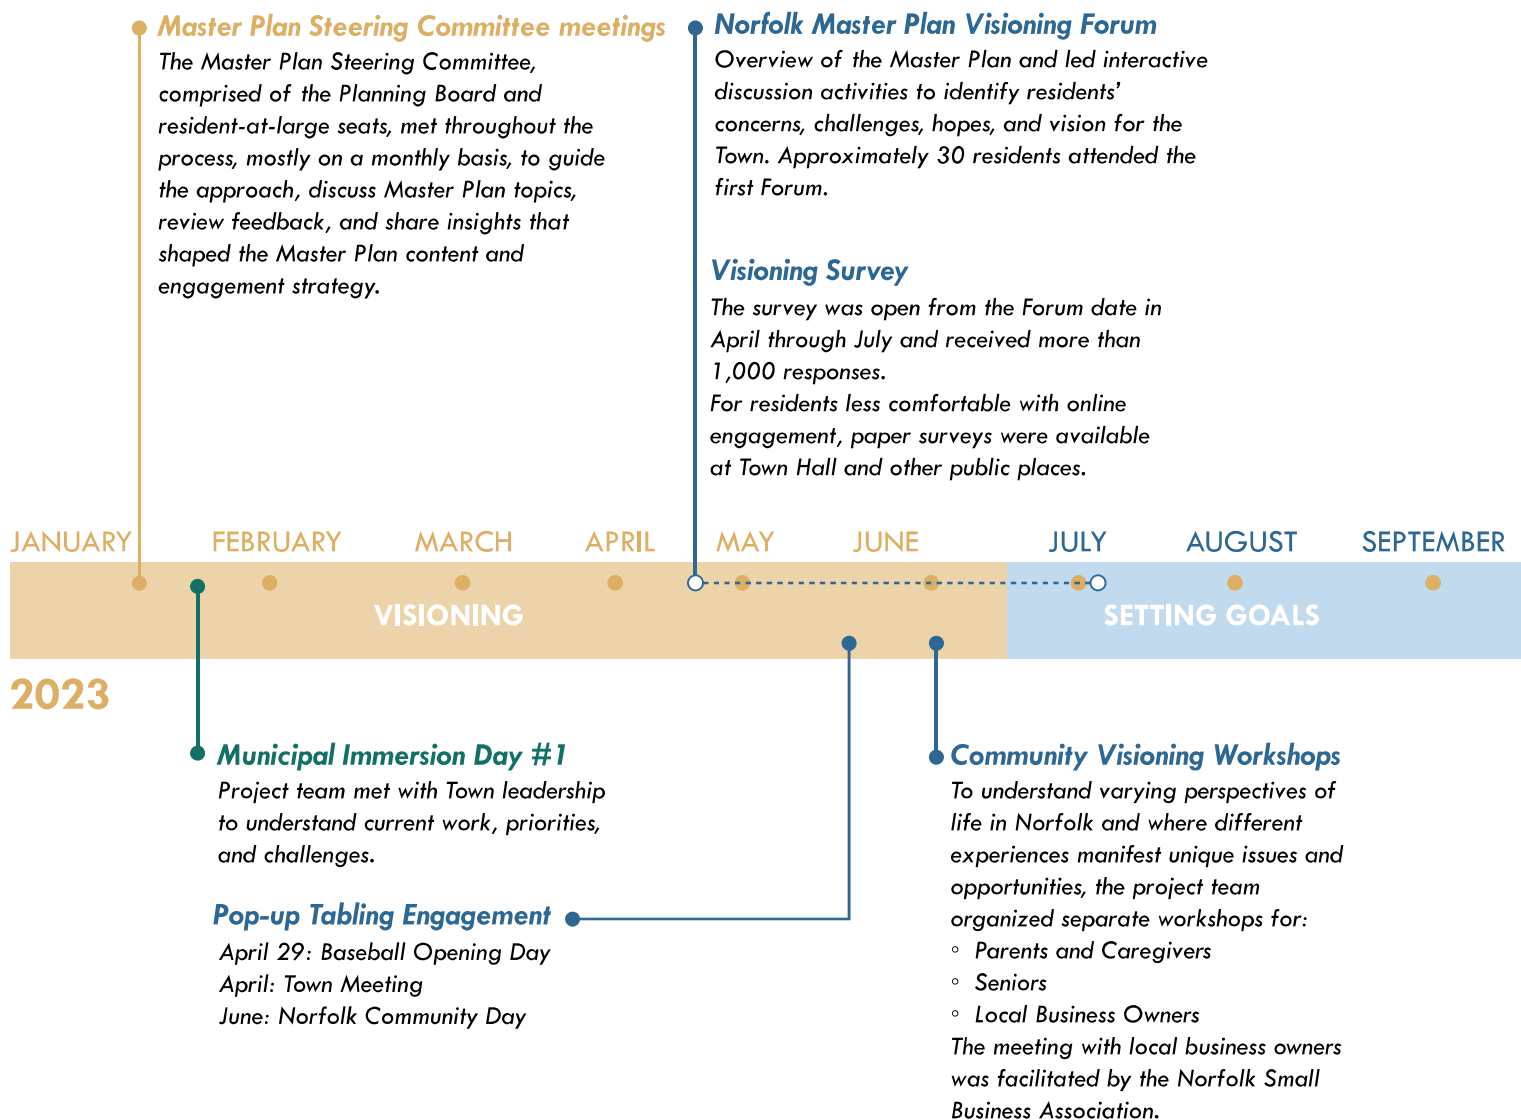 Master Plan Steering Committee meetings
The Master Plan Steering Committee,
comprised of the Planning Board and
resident-at-large seats, met throughout the
process, mostly on a monthly basis, to guide
the approach, discuss Master Plan topics,
review feedback, and share insights that
shaped the Master Plan content and
engagement strategy.
Norfolk Master Plan Visioning Forum
Overview of the Master Plan and led interactive
discussion activities to identify residents’
concerns, challenges, hopes, and vision for the
Town. Approximately 30 residents attended the
first Forum.
Visioning Survey
The survey was open from the Forum date in
April through July and received more than
1,000 responses.
For residents less comfortable with online
engagement, paper surveys were available
at Town Hall and other public places.
JANUARY FEBRUARY MARCH APRIL MAY JUNE JULY AUGUST SEPTEMBER
VISIONING SETTING GOALS
2023
Municipal Immersion Day #1
Project team met with Town leadership
to understand current work, priorities,
and challenges.
Pop-up Tabling Engagement
April 29: Baseball Opening Day
April: Town Meeting
June: Norfolk Community Day
Community Visioning Workshops
To understand varying perspectives of
life in Norfolk and where different
experiences manifest unique issues and
opportunities, the project team
organized separate workshops for:
◦ Parents and Caregivers
◦ Seniors
◦ Local Business Owners
The meeting with local business owners
was facilitated by the Norfolk Small
Business Association.